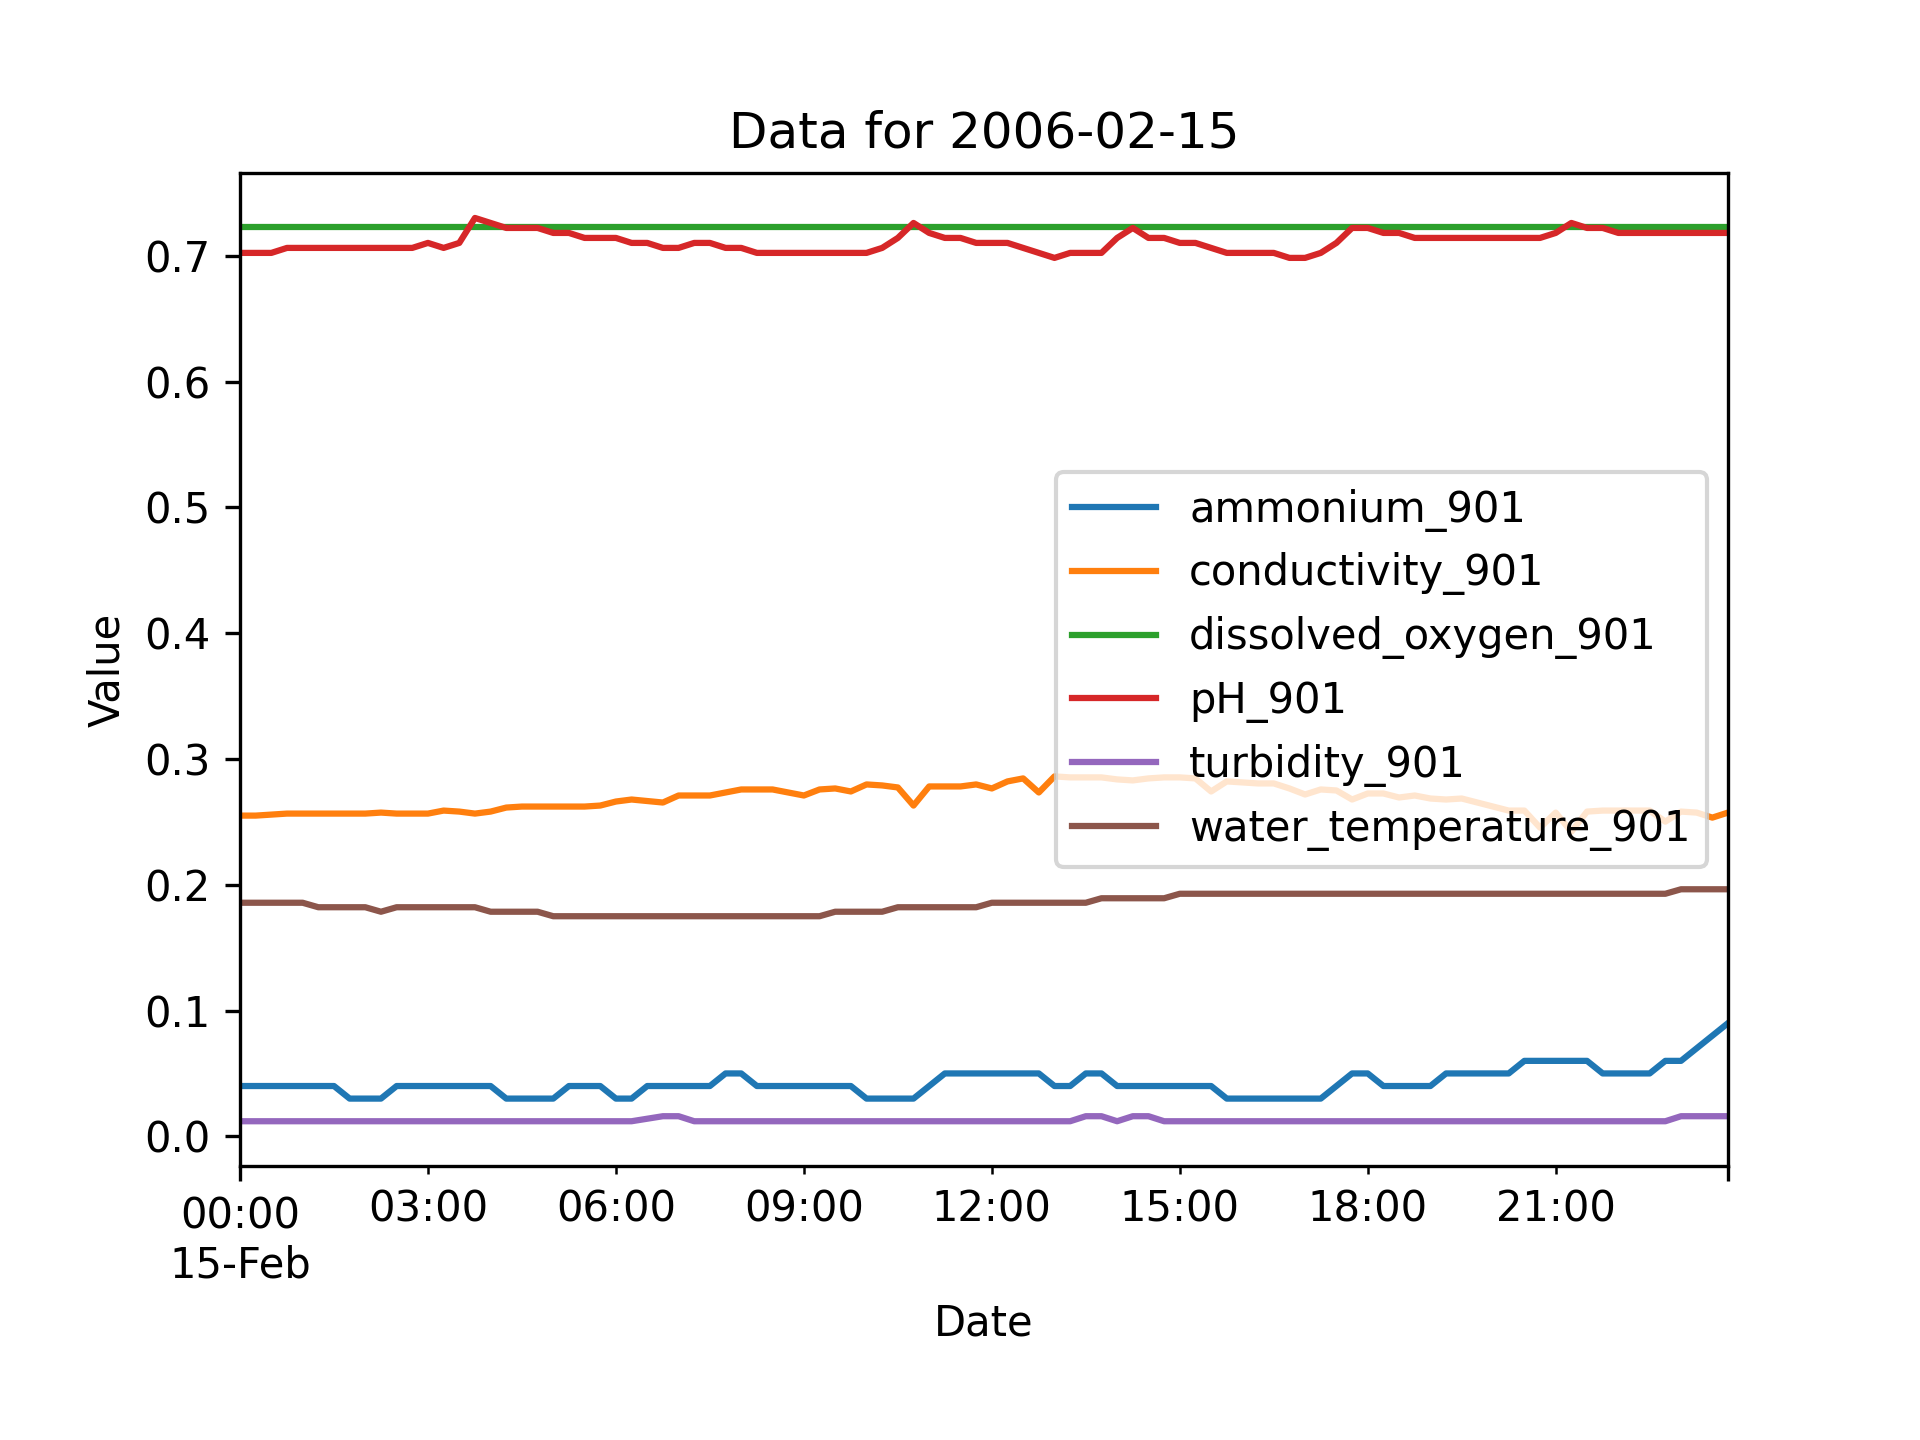 Data for 2006-02-15
Value
0.7
0.6
0.5
0.4
0.3
0.2
0.1
0.0
ammonium_901
conductivity_901
dissolved_oxygen_901
pH_901
turbidity_901
water_temperature_901
00:00 03:00 06:00 09:00 12:00 15:00 18:00 21:00
15-Feb
Date